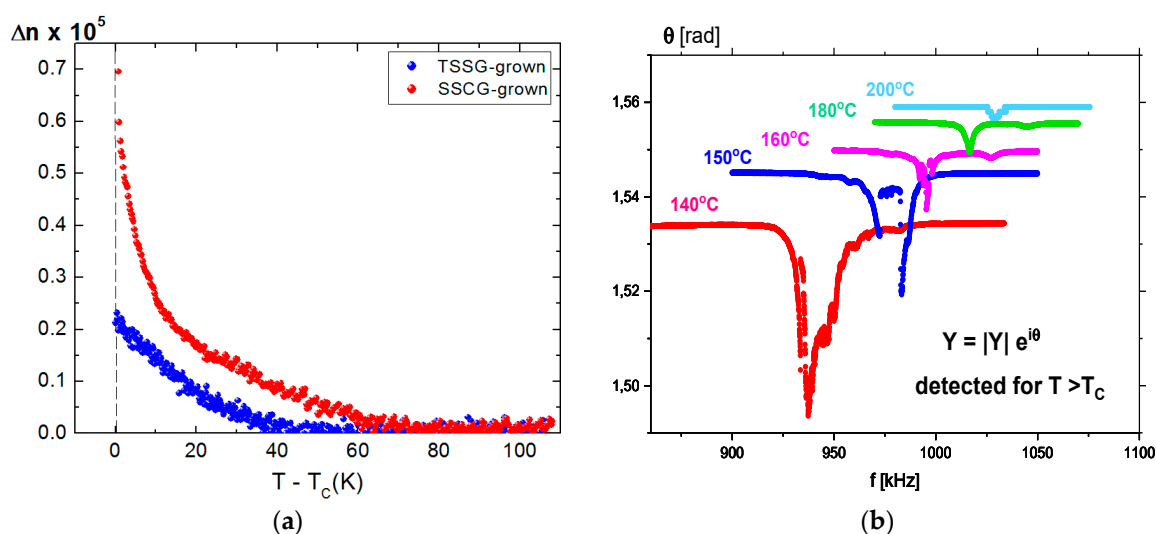 Δn x 10⁵
0.7
0.6
0.5
0.4
0.3
0.2
0.1
0.0
0 20 40 60 80 100
T - T_C(K)
TSSG-grown
SSCG-grown
(a)
θ [rad]
1,56
1,54
1,52
1,50
200°C
180°C
160°C
150°C
140°C
Y = |Y| e^iθ
detected for T >T_C
900 950 1000 1050 1100
f [kHz]
(b)